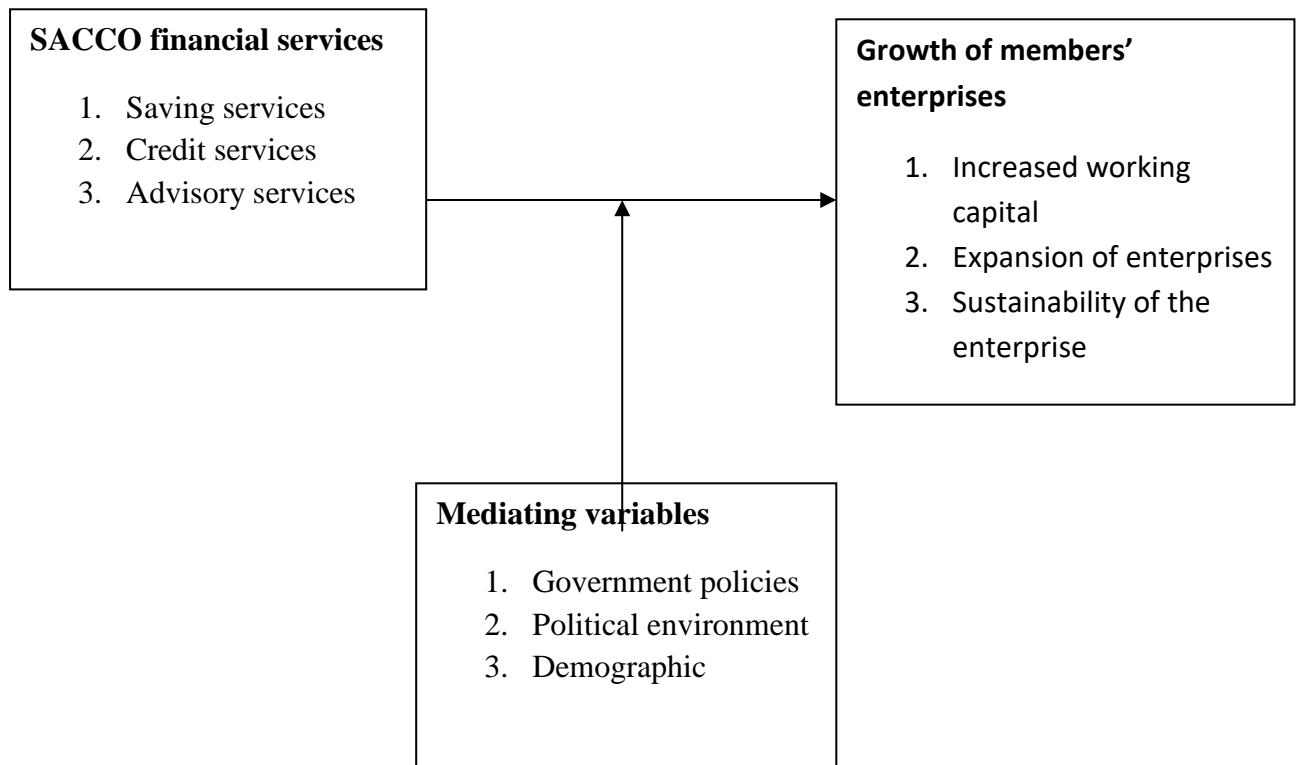 SACCO financial services
1. Saving services
2. Credit services
3. Advisory services
Growth of members’
enterprises
1. Increased working
capital
2. Expansion of enterprises
3. Sustainability of the
enterprise
Mediating variables
1. Government policies
2. Political environment
3. Demographic